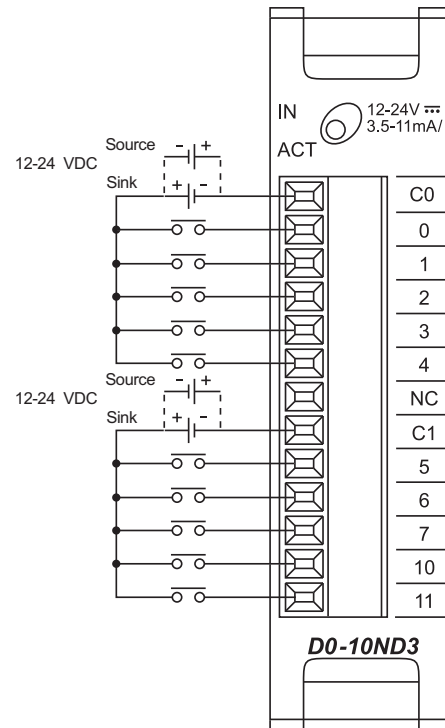 IN
12-24V ⎓
3.5-11mA/
ACT
Source
- +
12-24 VDC
Sink
+ -
C0
0
1
2
3
4
Source
- +
12-24 VDC
NC
Sink
+ -
C1
5
6
7
10
11
D0-10ND3